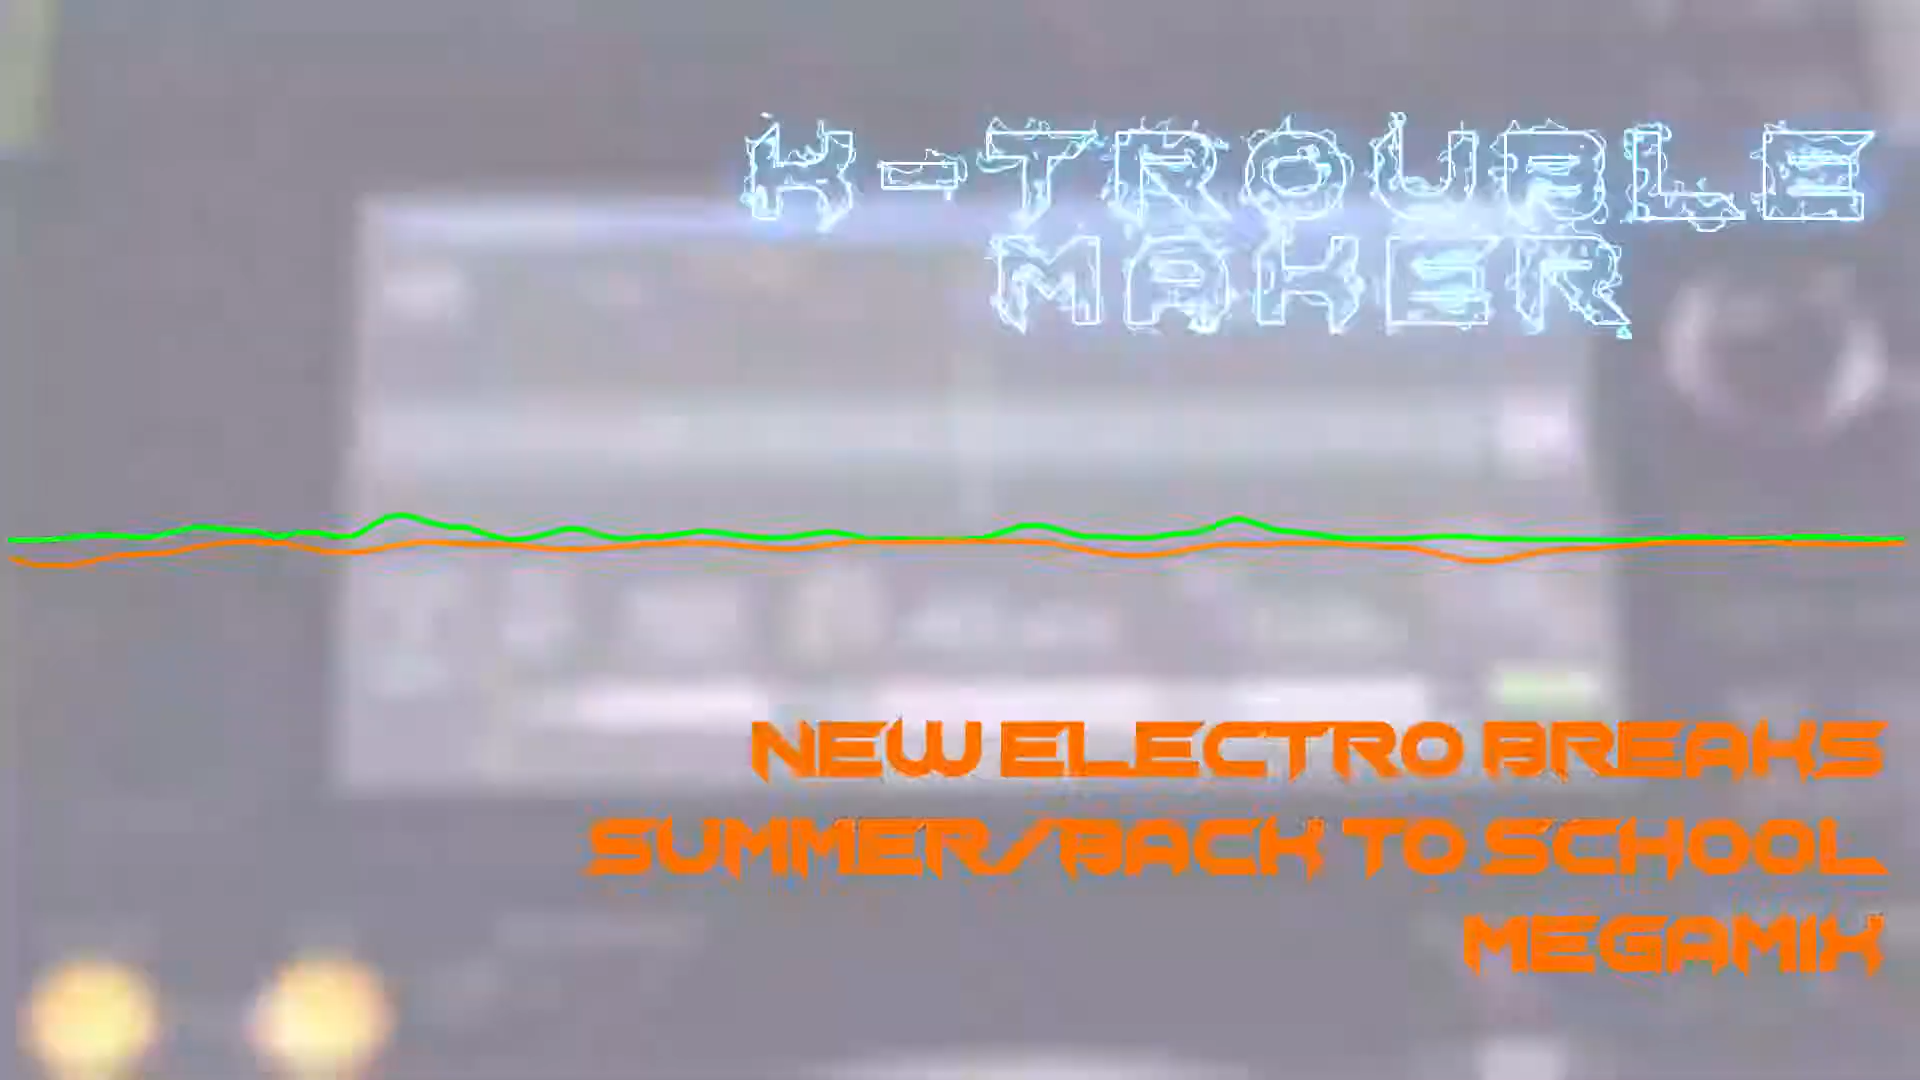 K-TROUBLE
MAKER
NEW ELECTRO BREAKS
SUMMER/BACK TO SCHOOL
MEGAMIX